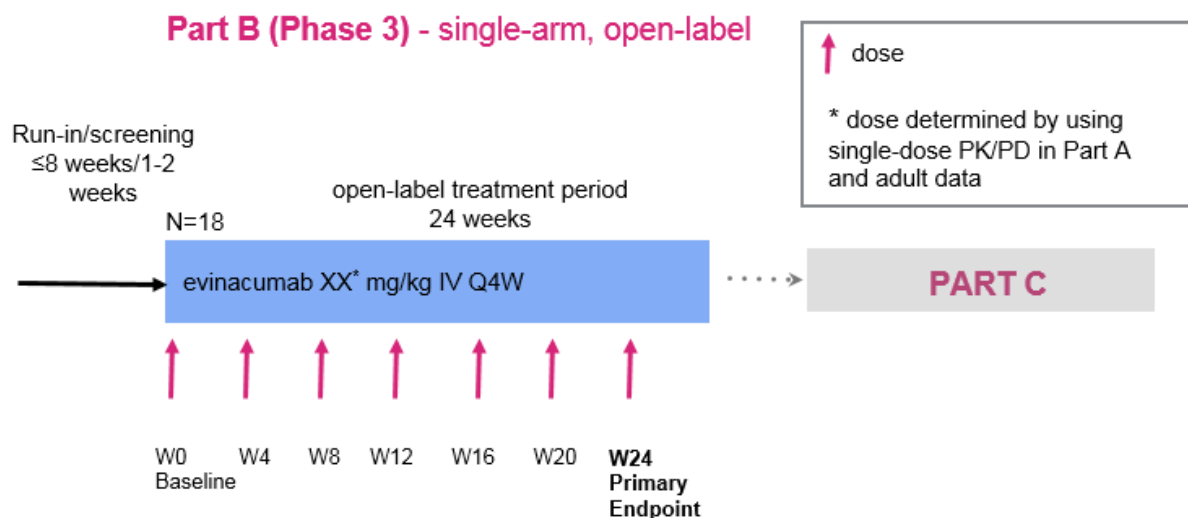 Part B (Phase 3) - single-arm, open-label
dose
* dose determined by using
single-dose PK/PD in Part A
and adult data
Run-in/screening
≤8 weeks/1-2
weeks
open-label treatment period
24 weeks
N=18
evinacumab XX* mg/kg IV Q4W
PART C
W0
Baseline
W4
W8
W12
W16
W20
W24
Primary
Endpoint